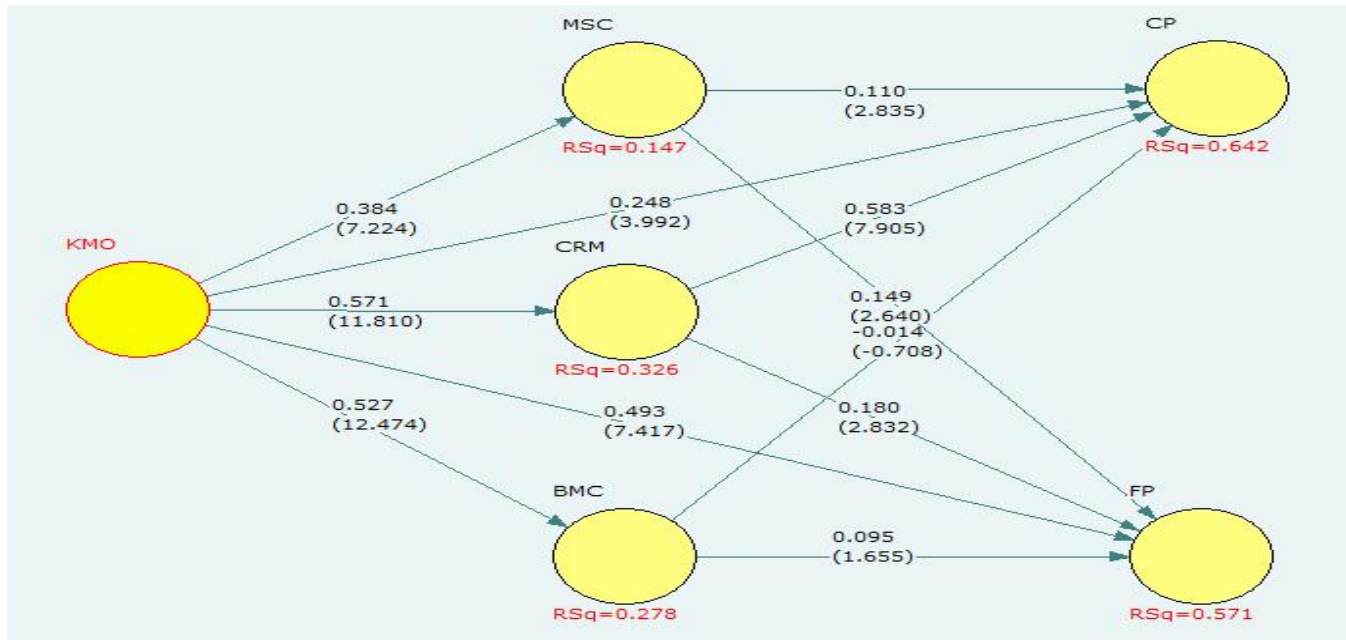 MSC
CP
0.110
(2.835)
RSq=0.147
RSq=0.642
0.384
(7.224)
0.248
(3.992)
0.583
(7.905)
KMO
CRM
0.571
(11.810)
0.149
(2.640)
-0.014
(-0.708)
RSq=0.326
0.527
(12.474)
0.493
(7.417)
0.180
(2.832)
BMC
FP
0.095
(1.655)
RSq=0.278
RSq=0.571